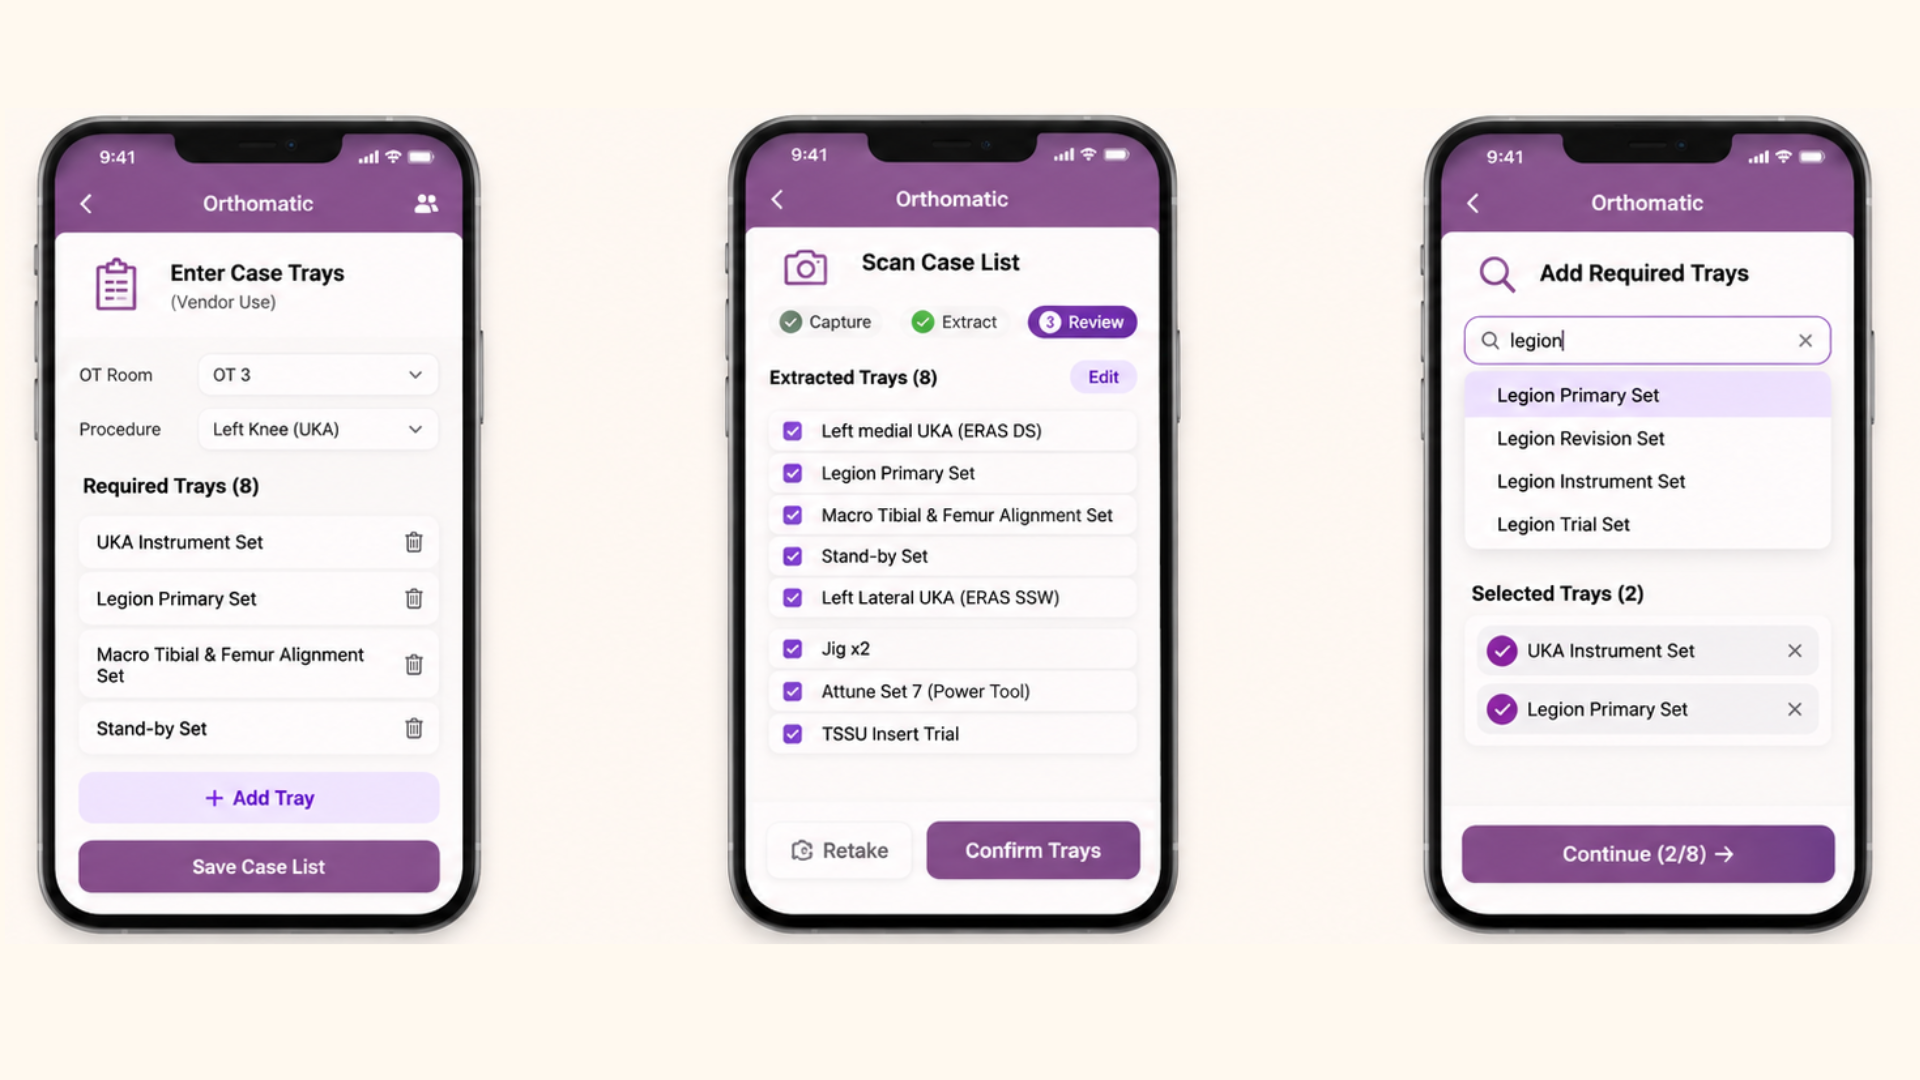 9:41
Orthomatic
Enter Case Trays
(Vendor Use)
OT Room
OT 3
Procedure
Left Knee (UKA)
Required Trays (8)
UKA Instrument Set
Legion Primary Set
Macro Tibial & Femur Alignment
Set
Stand-by Set
+ Add Tray
Save Case List
9:41
Orthomatic
Scan Case List
Capture
Extract
3 Review
Extracted Trays (8)
Edit
Left medial UKA (ERAS DS)
Legion Primary Set
Macro Tibial & Femur Alignment Set
Stand-by Set
Left Lateral UKA (ERAS SSW)
Jig x2
Attune Set 7 (Power Tool)
TSSU Insert Trial
Retake
Confirm Trays
9:41
Orthomatic
Add Required Trays
legion
Legion Primary Set
Legion Revision Set
Legion Instrument Set
Legion Trial Set
Selected Trays (2)
UKA Instrument Set
Legion Primary Set
Continue (2/8) →